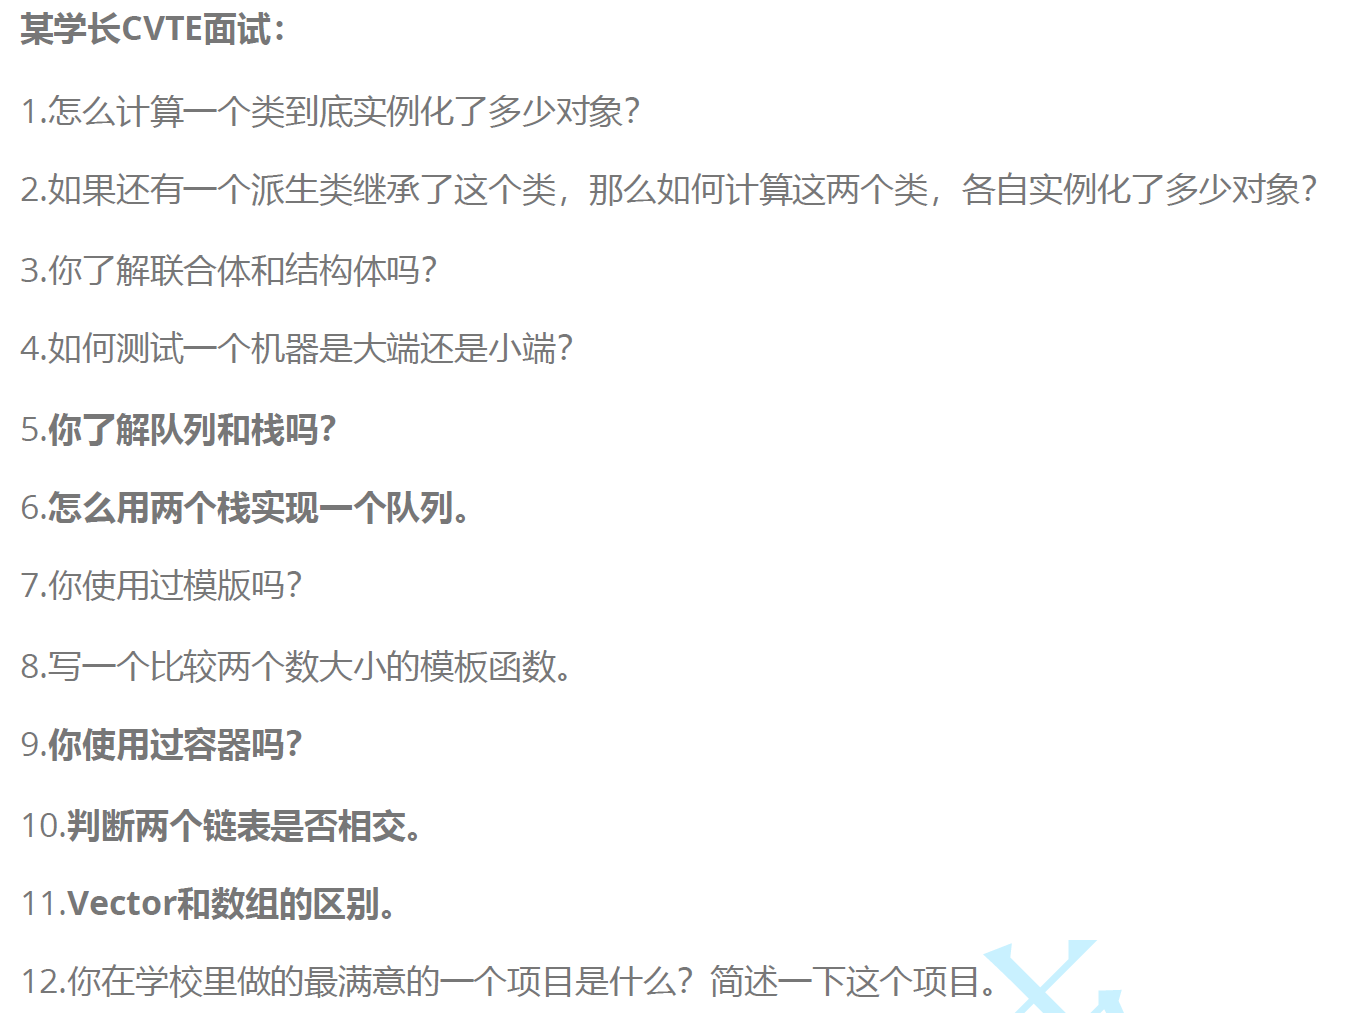 某学长CVTE面试：
1.怎么计算一个类到底实例化了多少对象？
2.如果还有一个派生类继承了这个类，那么如何计算这两个类，各自实例化了多少对象？
3.你了解联合体和结构体吗？
4.如何测试一个机器是大端还是小端？
5.你了解队列和栈吗？
6.怎么用两个栈实现一个队列。
7.你使用过模版吗？
8.写一个比较两个数大小的模板函数。
9.你使用过容器吗？
10.判断两个链表是否相交。
11.Vector和数组的区别。
12.你在学校里做的最满意的一个项目是什么？简述一下这个项目。